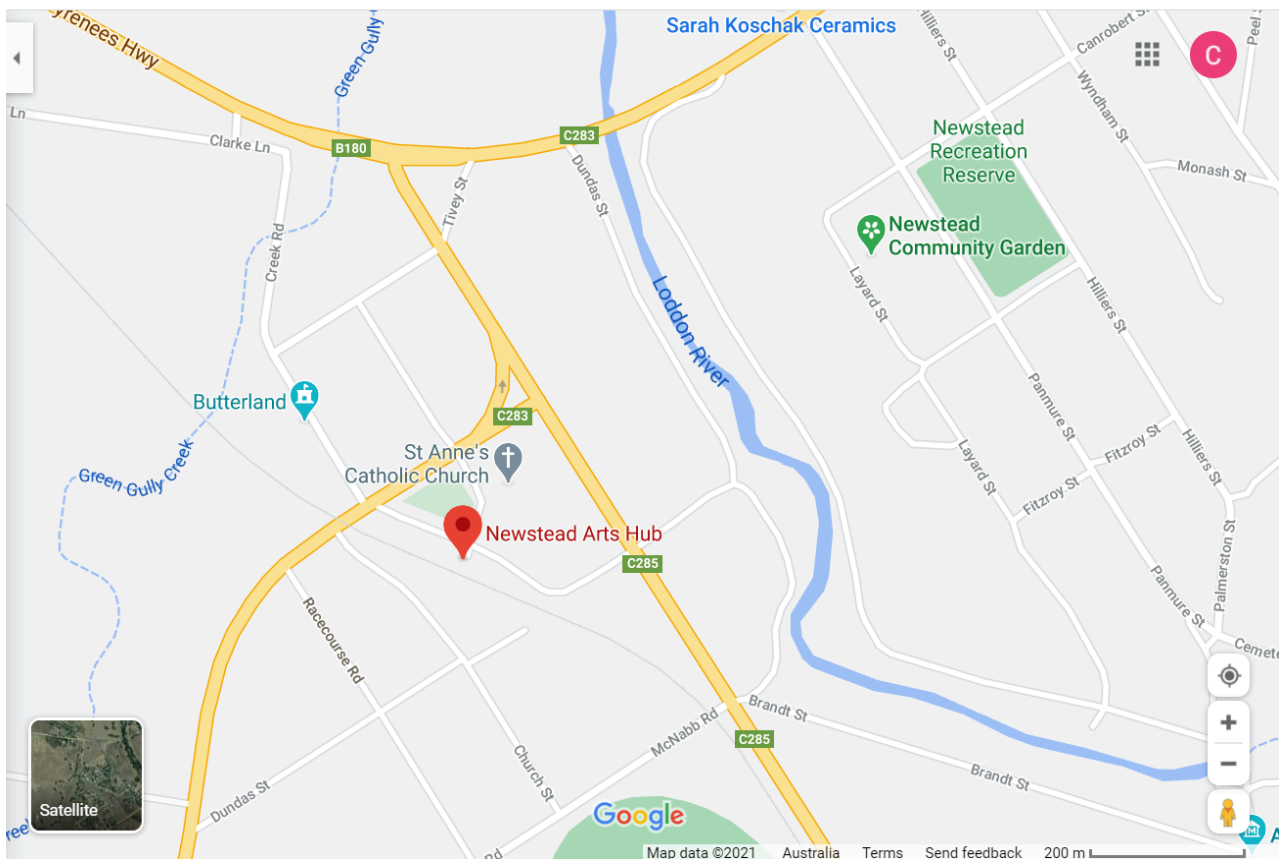 yrenees Hwy
Green Gully
Sarah Koschak Ceramics
Hilliers St
Canrobert St
Peel S
C
Ln
Clarke Ln
B180
C283
Tivey St
Dundas St
Wyndham St
Monash St
Newstead
Recreation
Reserve
Newstead
Community Garden
Creek Rd
Layard St
Loddon River
Hilliers St
Butterland
C283
Panmure St
St Anne's
Catholic Church
Green Gully Creek
Layard St
Fitzroy St
Fitzroy St
Hilliers St
Newstead Arts Hub
C285
Palmerston St
Panmure St
Racecourse Rd
Cemete
McNabb Rd
Brandt St
C285
Church St
Brandt St
Dundas St
Satellite
reek
Google
Rd
A
Map data ©2021 Australia Terms Send feedback 200 m